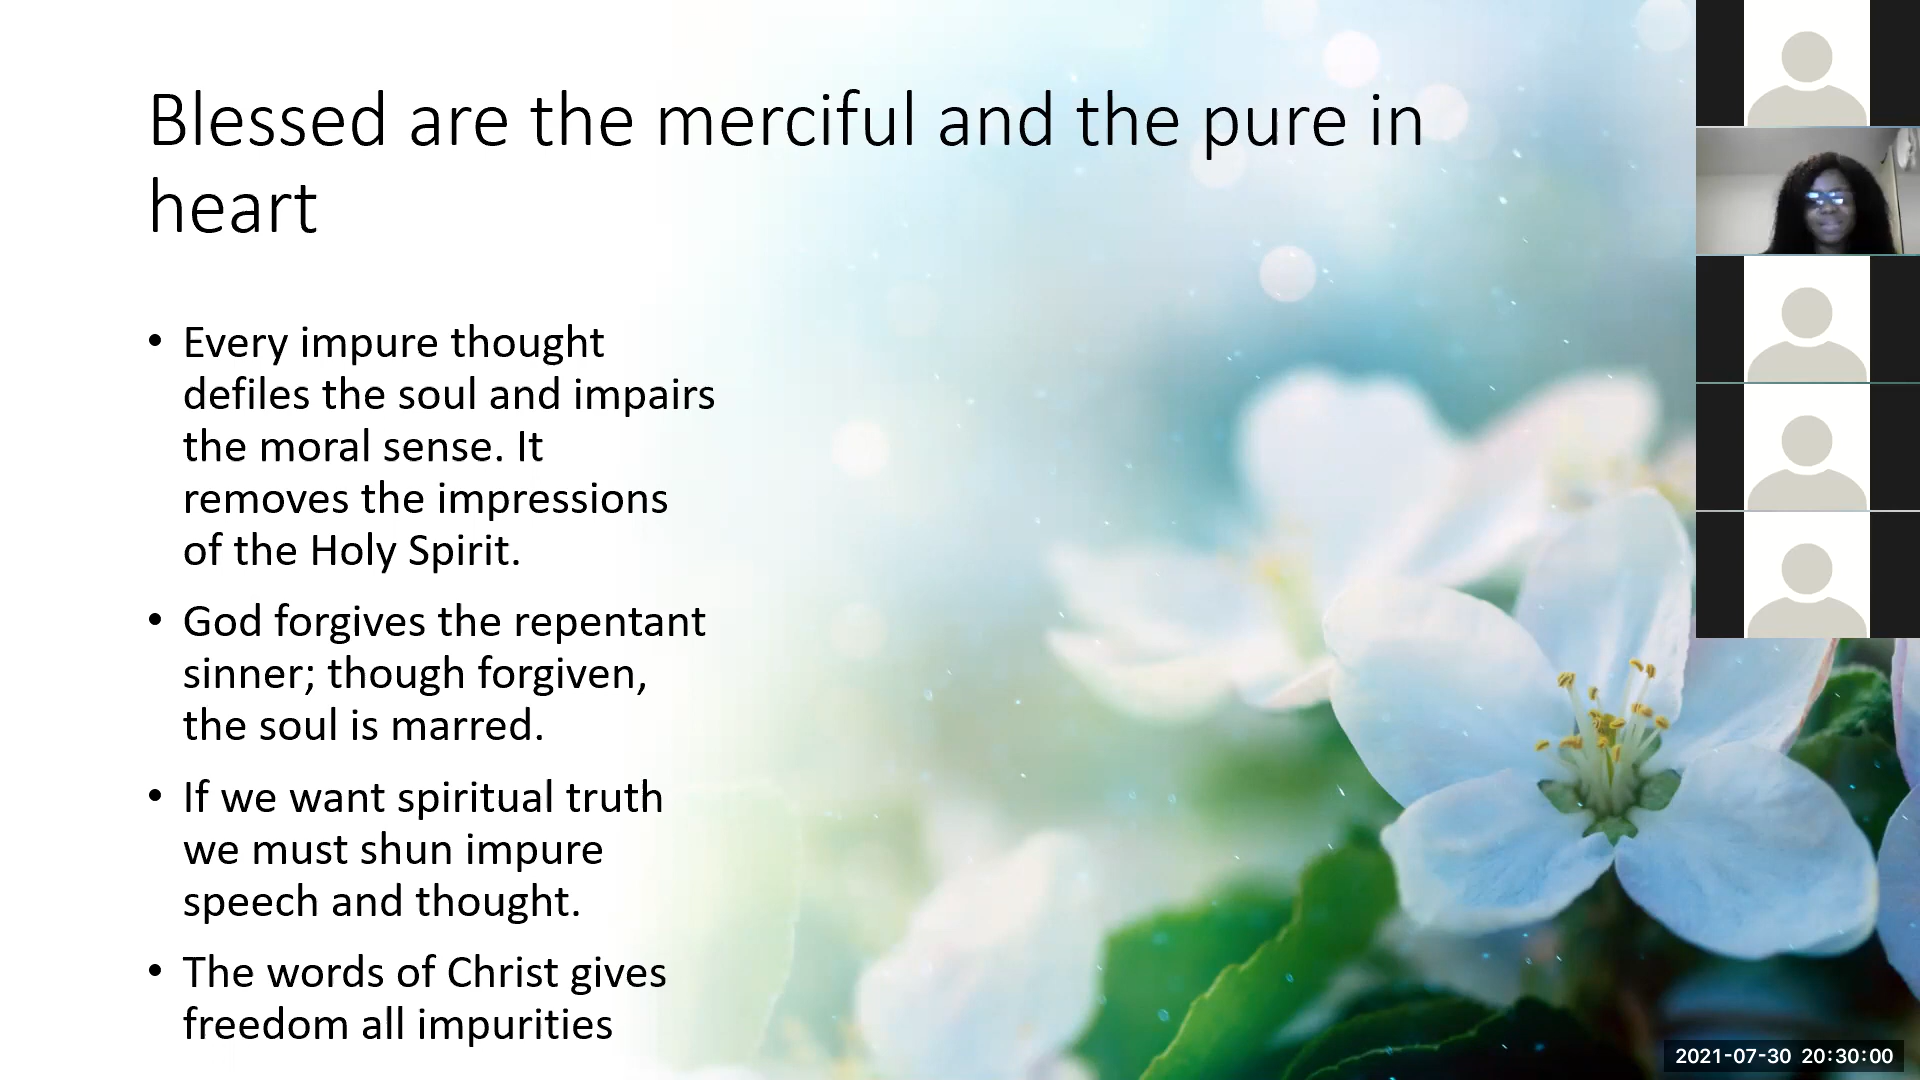 Blessed are the merciful and the pure in
heart
• Every impure thought
defiles the soul and impairs
the moral sense. It
removes the impressions
of the Holy Spirit.
• God forgives the repentant
sinner; though forgiven,
the soul is marred.
• If we want spiritual truth
we must shun impure
speech and thought.
• The words of Christ gives
freedom all impurities
2021-07-30 20:30:00